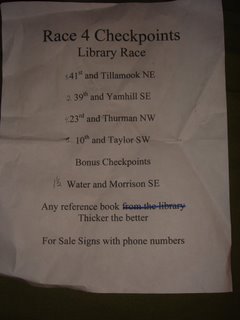 Race 4 Checkpoints
Library Race
41st and Tillamook NE
2. 39th and Yamhill SE
23rd and Thurman NW
10th and Taylor SW
Bonus Checkpoints
Water and Morrison SE
Any reference book from the library
Thicker the better
For Sale Signs with phone numbers